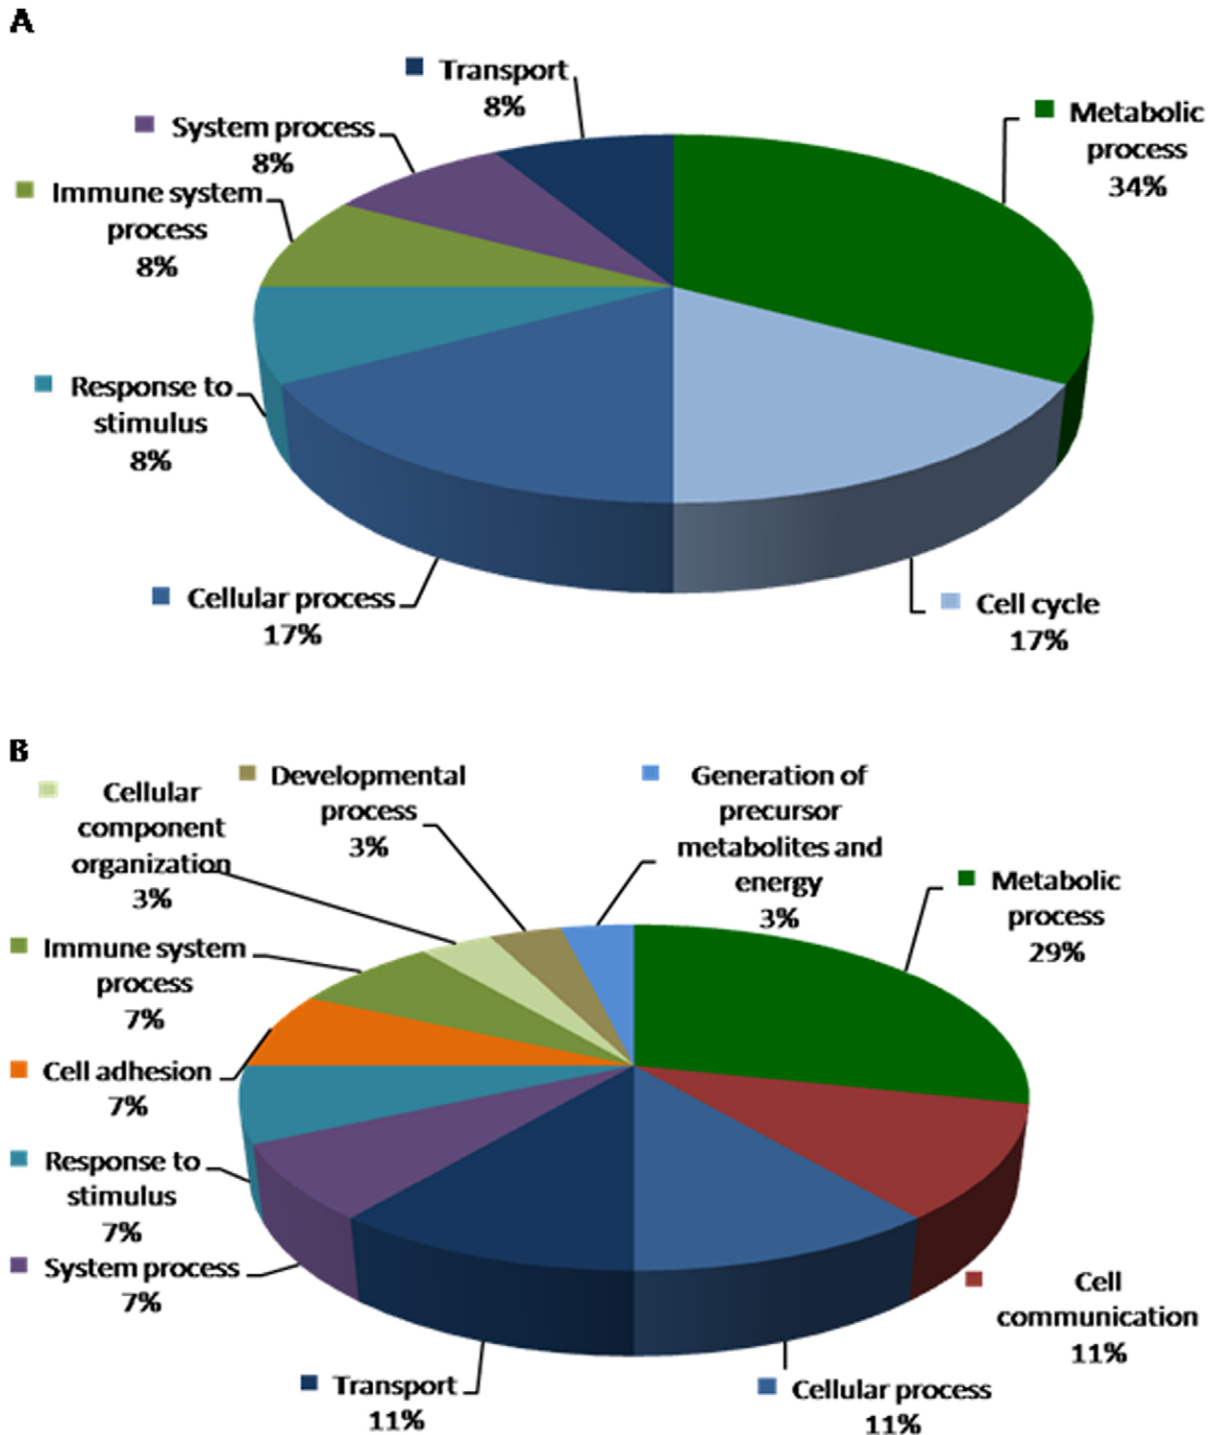 A
Transport
8%
System process
8%
Immune system
process
8%
Response to
stimulus
8%
Cellular process
17%
Metabolic
process
34%
Cell cycle
17%
B
Cellular
component
organization
3%
Developmental
process
3%
Generation of
precursor
metabolites and
energy
3%
Metabolic
process
29%
Immune system
process
7%
Cell adhesion
7%
Response to
stimulus
7%
System process
7%
Transport
11%
Cellular process
11%
Cell
communication
11%